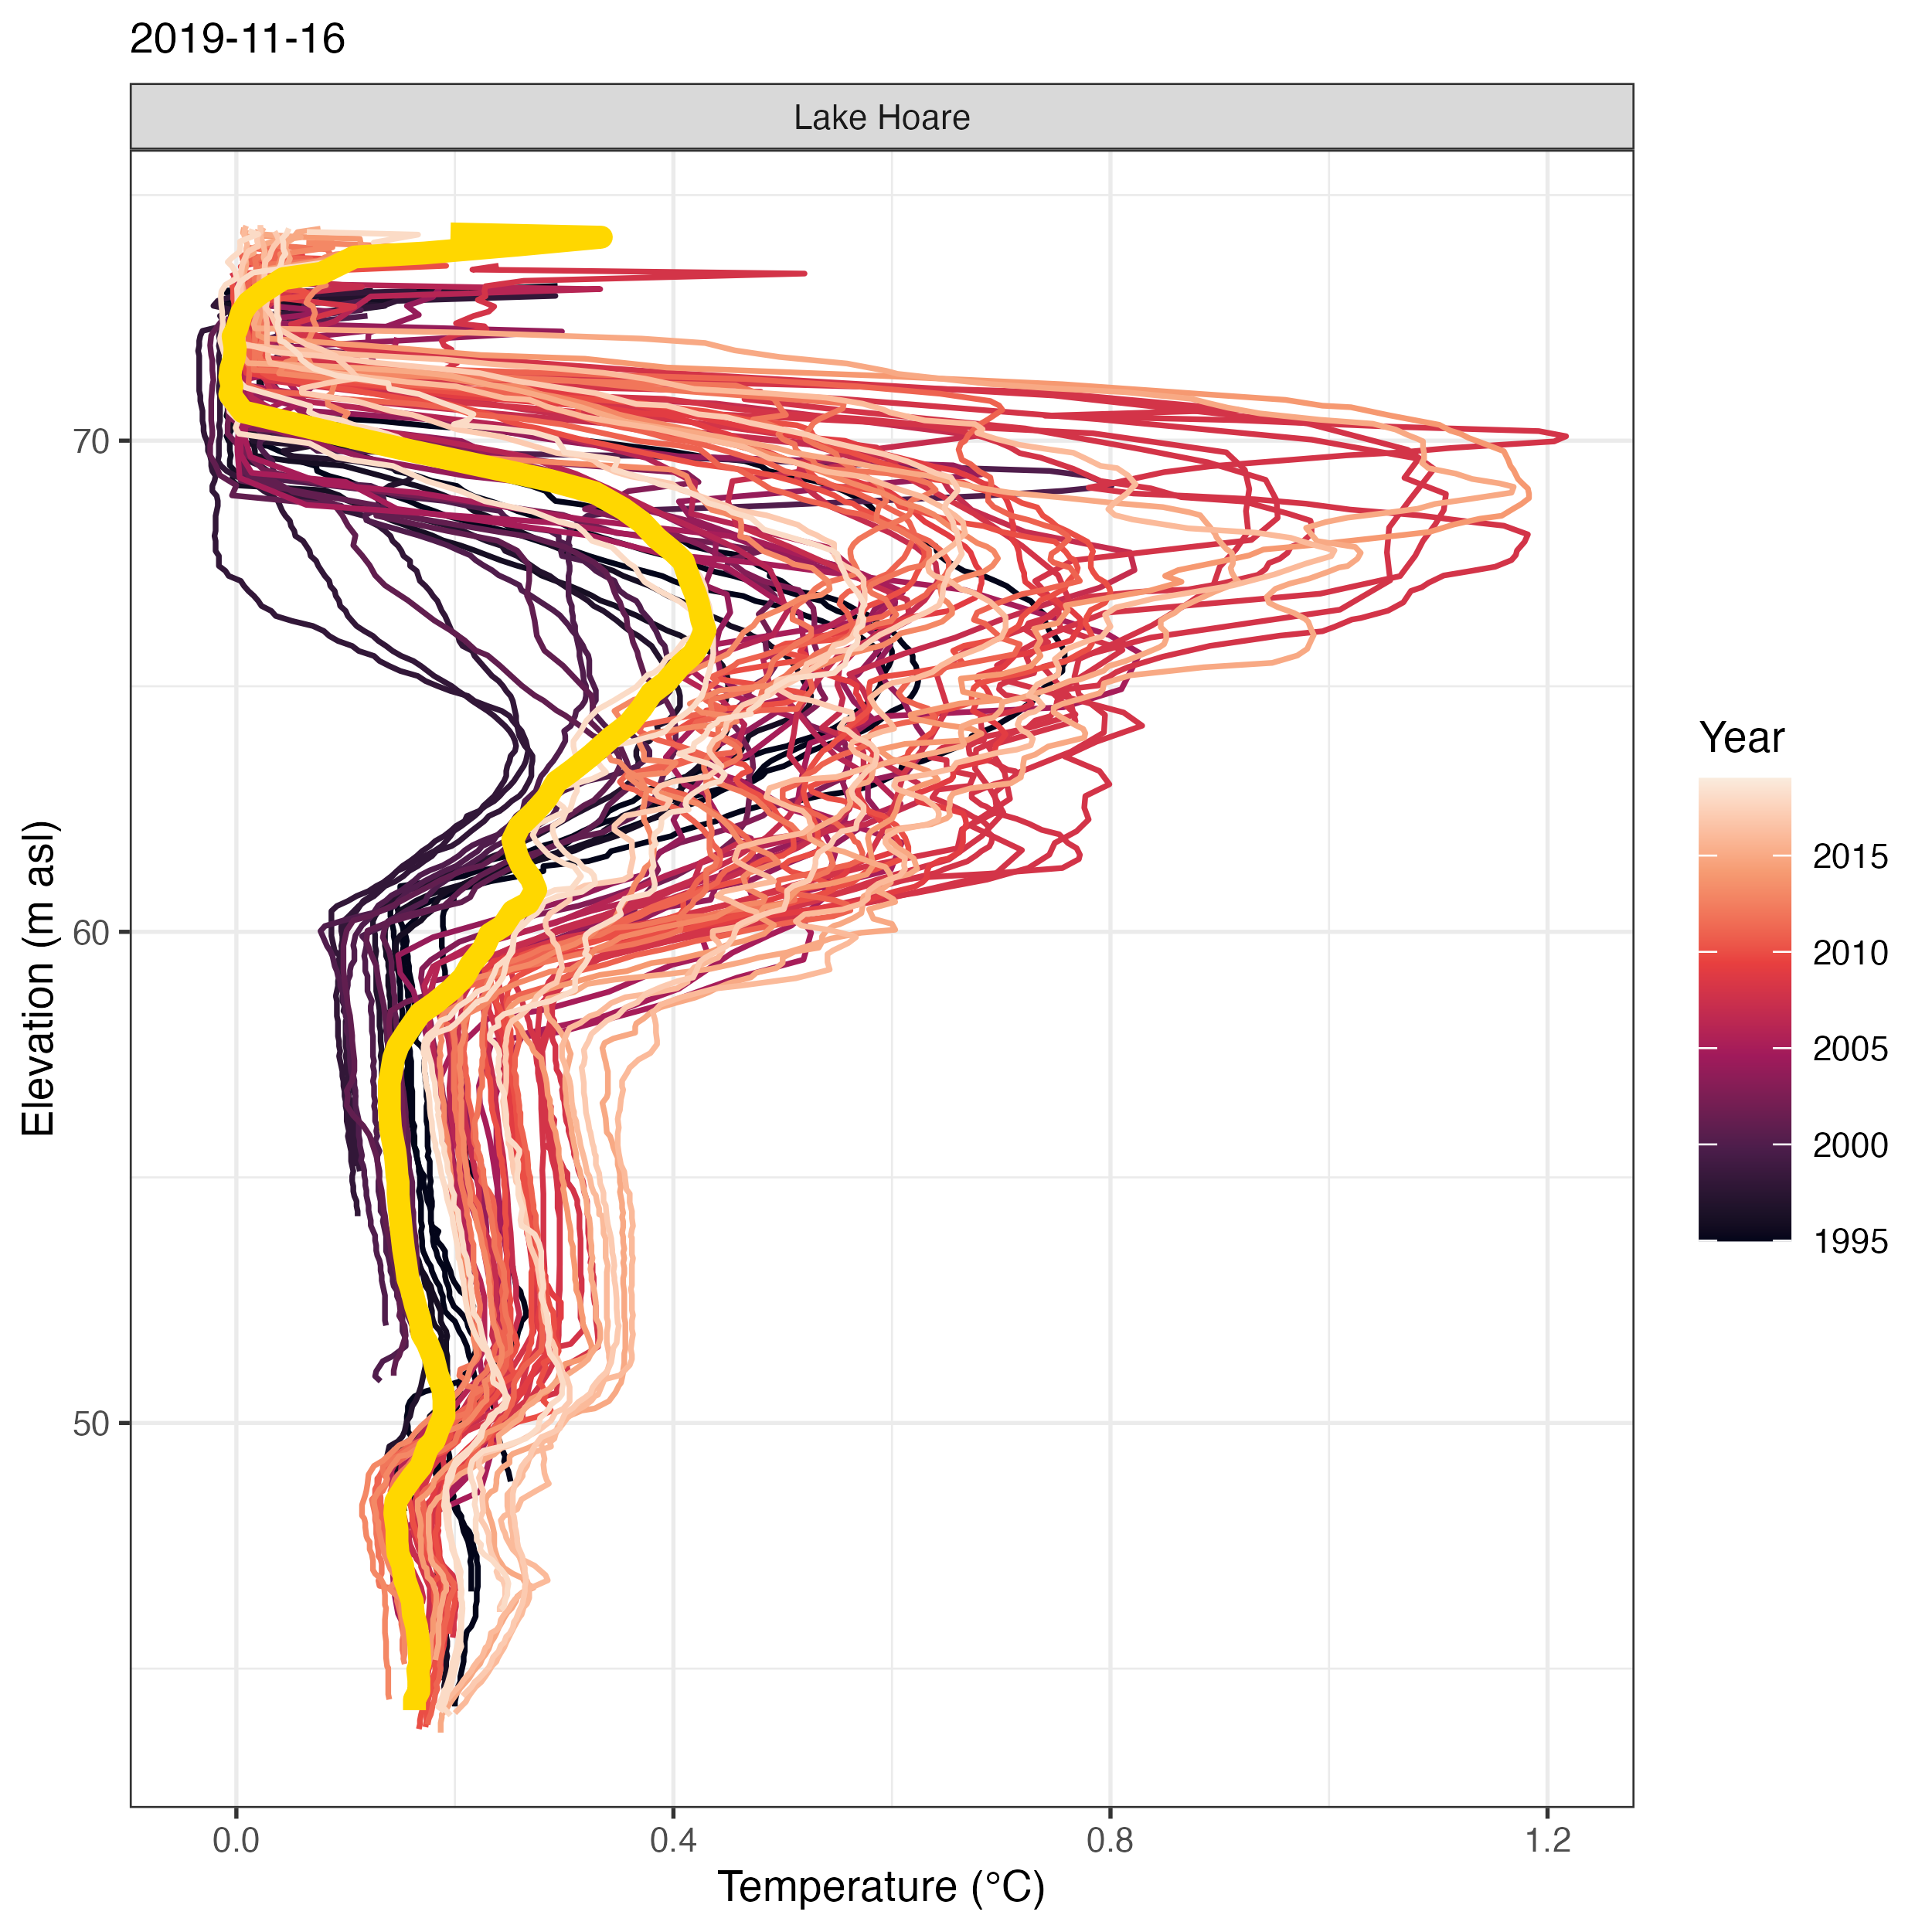 2019-11-16
Lake Hoare
70
60
50
Elevation (m asl)
0.0 0.4 0.8 1.2
Temperature (°C)
Year
2015
2010
2005
2000
1995